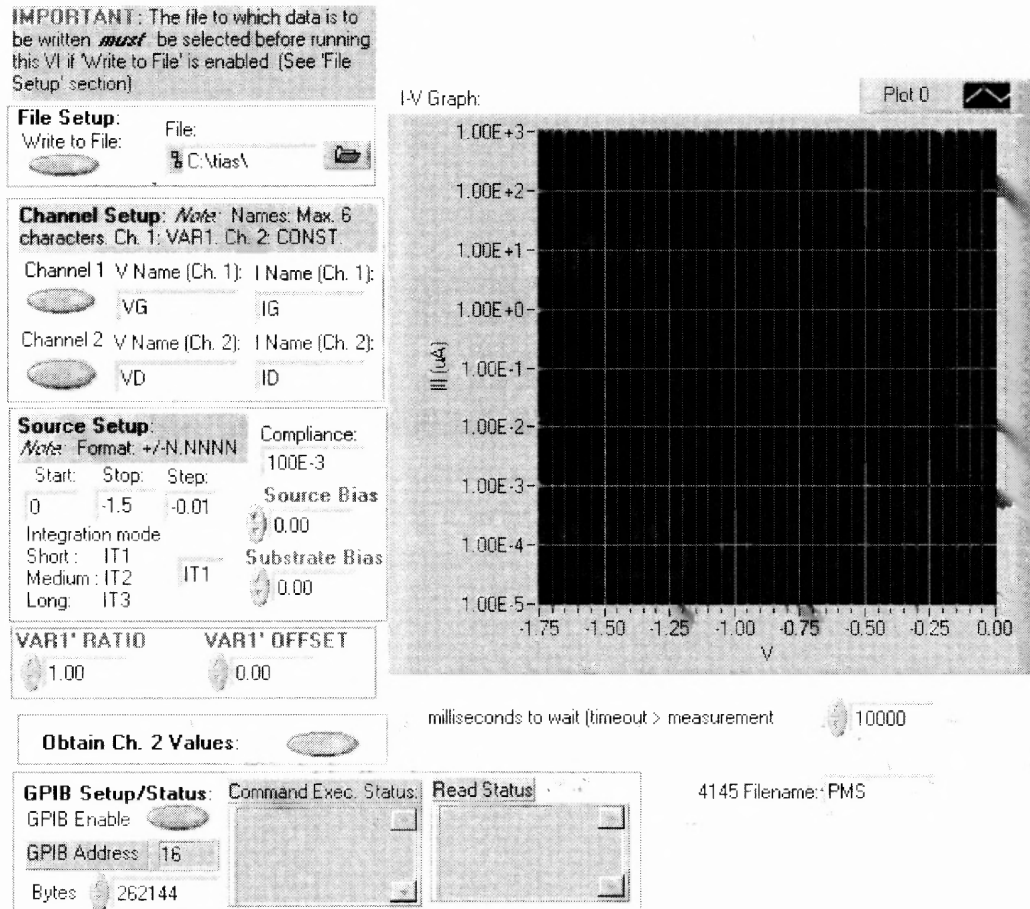 IMPORTANT: The file to which data is to
be written must be selected before running
this VI if 'Write to File' is enabled. (See 'File
Setup' section)
File Setup:
Write to File:
File:
C:\tias\
Channel Setup: Note: Names: Max. 6
characters. Ch. 1: VAR1. Ch. 2: CONST.
Channel 1 V Name (Ch. 1): I Name (Ch. 1):
VG IG
Channel 2 V Name (Ch. 2): I Name (Ch. 2):
VD ID
Source Setup:
Note: Format: +/-N.NNNN
Start: Stop: Step:
0 -1.5 -0.01
Integration mode
Short : IT1
Medium : IT2
Long: IT3
IT1
Compliance:
100E-3
Source Bias
0.00
Substrate Bias
0.00
VAR1' RATIO VAR1' OFFSET
1.00 0.00
Obtain Ch. 2 Values:
GPIB Setup/Status:
GPIB Enable
GPIB Address 16
Bytes 262144
Command Exec. Status:
Read Status
I-V Graph:
Plot 0
1.00E+3
1.00E+2
1.00E+1
1.00E+0
1.00E-1
1.00E-2
1.00E-3
1.00E-4
1.00E-5
|I| (uA)
-1.75 -1.50 -1.25 -1.00 -0.75 -0.50 -0.25 0.00
V
milliseconds to wait (timeout > measurement 10000
4145 Filename: PMS